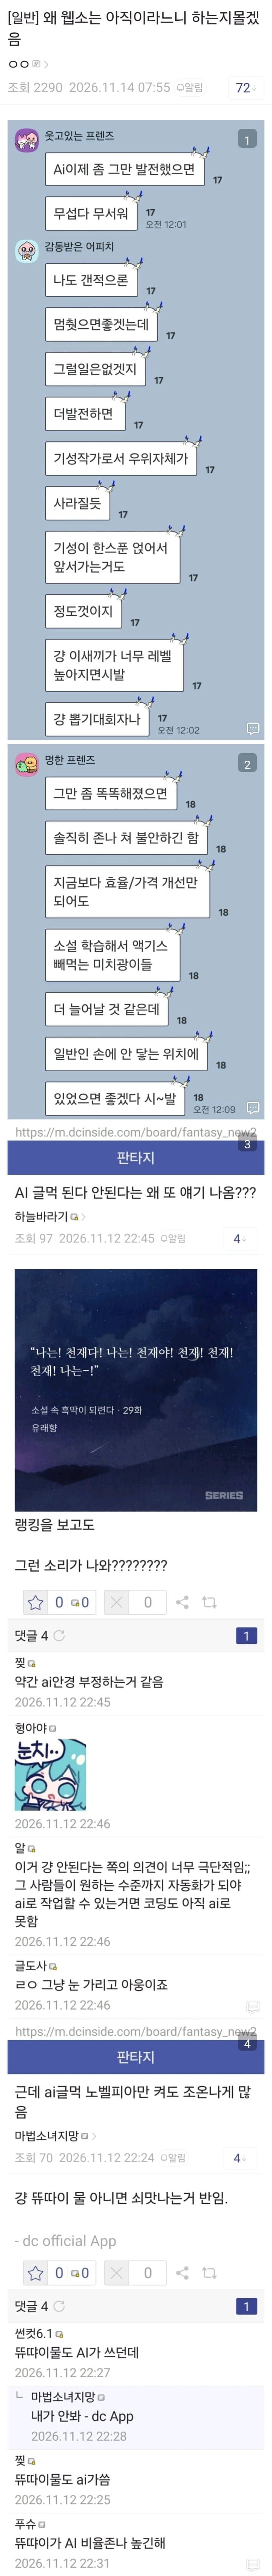 [일반] 왜 웹소는 아직이라느니 하는지몰겠
음
ㅇㅇ
조회 2290 2026.11.14 07:55 알림
72
웃고있는 프렌즈
1
Ai이제 좀 그만 발전했으면
17
무섭다 무서워
17
오전 12:01
감동받은 어피치
나도 갠적으론
17
멈췄으면좋겟는데
17
그럴일은없겟지
17
더발전하면
17
기성작가로서 우위자체가
17
사라질듯
17
기성이 한스푼 얹어서
앞서가는거도
17
정도껏이지
17
걍 이새끼가 너무 레벨
높아지면시발
17
걍 뽑기대회자나
17
오전 12:02
멍한 프렌즈
2
그만 좀 똑똑해졌으면
18
솔직히 존나 쳐 불안하긴 함
18
지금보다 효율/가격 개선만
되어도
18
소설 학습해서 액기스
빼먹는 미치광이들
18
더 늘어날 것 같은데
18
일반인 손에 안 닿는 위치에
18
있었으면 좋겠다 시~발
18
오전 12:09
https://m.dcinside.com/board/fantasy_new2
3
판타지
AI 글먹 된다 안된다는 왜 또 얘기 나옴???
하늘바라기
조회 97 2026.11.12 22:45 알림
4
“나는! 천재다! 나는! 천재야! 천재! 천재!
천재! 나는-!”
소설 속 흑막이 되련다 · 29화
유래향
SERIES
랭킹을 보고도
그런 소리가 나와????????
0 0 0
댓글 4
1
찢
약간 ai안경 부정하는거 같음
2026.11.12 22:45
형아야
눈치..
2026.11.12 22:46
알
이거 걍 안된다는 쪽의 의견이 너무 극단적임;;
그 사람들이 원하는 수준까지 자동화가 되야
ai로 작업할 수 있는거면 코딩도 아직 ai로
못함
2026.11.12 22:46
글도사
ㄹㅇ 그냥 눈 가리고 아웅이죠
2026.11.12 22:46
https://m.dcinside.com/board/fantasy_new2
4
판타지
근데 ai글먹 노벨피아만 켜도 조온나게 많
음
마법소녀지망
조회 70 2026.11.12 22:24 알림
4
걍 뜌따이 물 아니면 쇠맛나는거 반임.
- dc official App
0 0 0
댓글 4
1
썬컷6.1
뜌땨이물도 AI가 쓰던데
2026.11.12 22:27
마법소녀지망
내가 안봐 - dc App
2026.11.12 22:28
찢
뜌따이물도 ai가씀
2026.11.12 22:25
푸슈
뜌땨이가 AI 비율존나 높긴해
2026.11.12 22:31